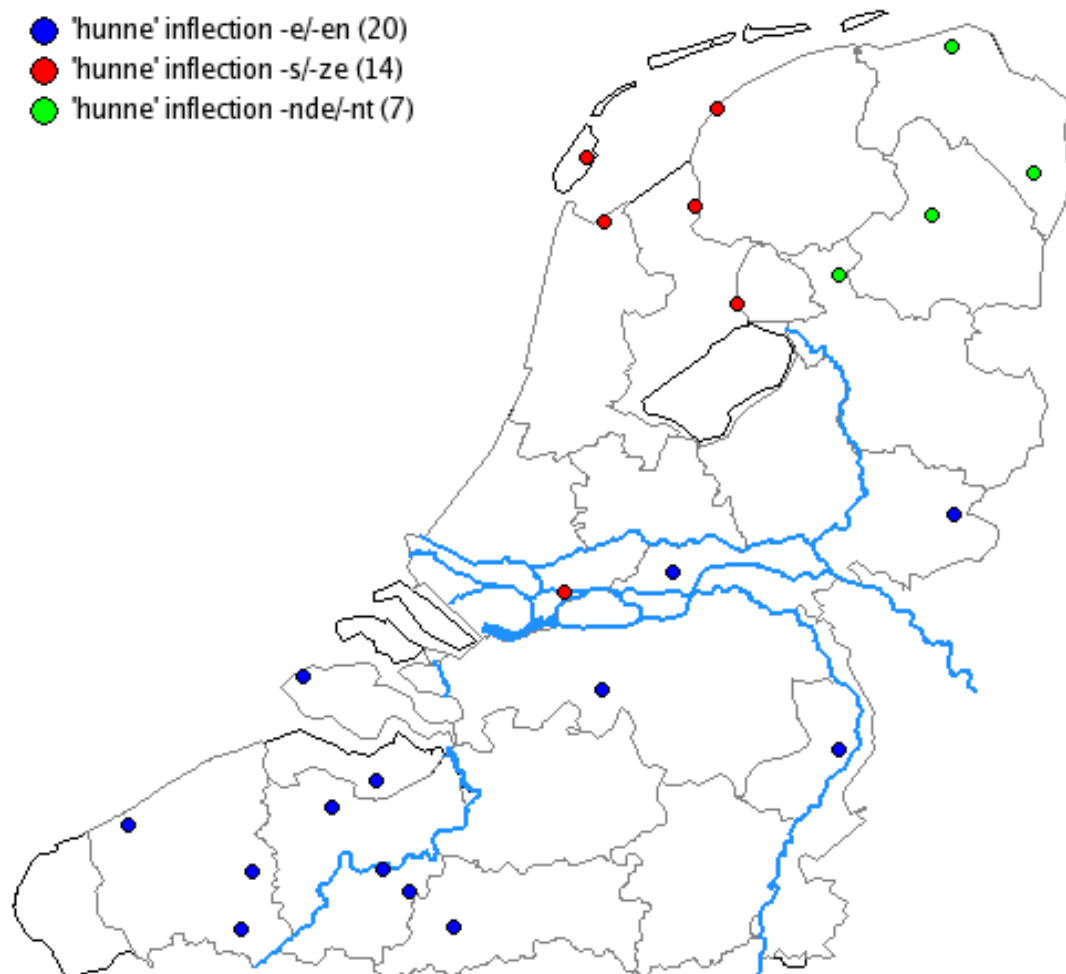 'hunne' inflection -e/-en (20)
'hunne' inflection -s/-ze (14)
'hunne' inflection -nde/-nt (7)